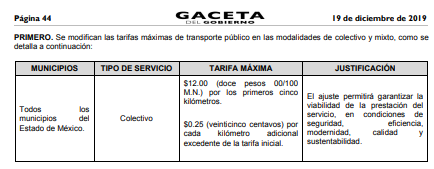 Página 44
GACETA
DEL GOBIERNO
19 de diciembre de 2019
PRIMERO. Se modifican las tarifas máximas de transporte público en las modalidades de colectivo y mixto, como se
detalla a continuación:
MUNICIPIOS
TIPO DE SERVICIO
TARIFA MÁXIMA
JUSTIFICACIÓN
Todos los
municipios del
Estado de México.
Colectivo
$12.00 (doce pesos 00/100
M.N.) por los primeros cinco
kilómetros.
$0.25 (veinticinco centavos) por
cada kilómetro adicional
excedente de la tarifa inicial.
El ajuste permitirá garantizar la
viabilidad de la prestación del
servicio, en condiciones de
seguridad, eficiencia,
modernidad, calidad y
sustentabilidad.